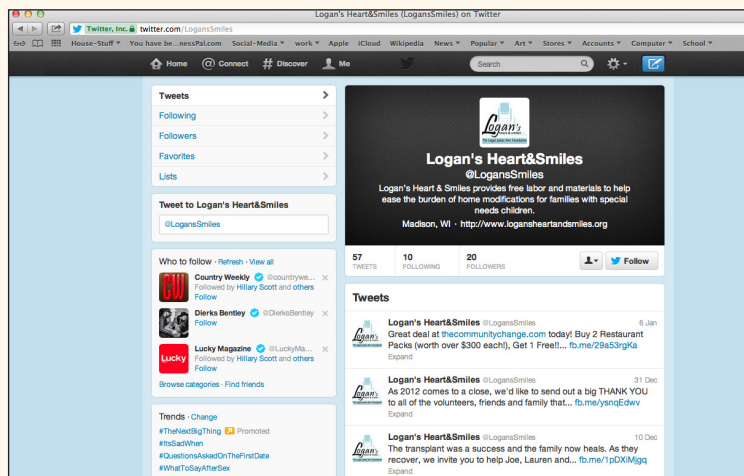 Logan's Heart&Smiles (LogansSmiles) on Twitter
Twitter, Inc. twitter.com/LogansSmiles
House-Stuff You have be...nessPal.com Social-Media work Apple iCloud Wikipedia News Popular Art Stores Accounts Computer School
Home @ Connect # Discover Me Search
Tweets
Following
Followers
Favorites
Lists
Tweet to Logan's Heart&Smiles
@LogansSmiles
Who to follow · Refresh · View all
Country Weekly @countrywe...
Followed by Hillary Scott and others
Follow
Dierks Bentley @DierksBentley
Follow
Lucky Magazine @LuckyMa...
Followed by Hillary Scott and others
Follow
Browse categories · Find friends
Trends · Change
#TheNextBigThing Promoted
#ItsSadWhen
#QuestionsAskedOnTheFirstDate
#WhatToSayAfterSex
CW
Lucky
Logan's
Logan's Heart&Smiles
@LogansSmiles
Logan's Heart & Smiles provides free labor and materials to help
ease the burden of home modifications for families with special
needs children.
Madison, WI · http://www.logansheartandsmiles.org
57 TWEETS
10 FOLLOWING
20 FOLLOWERS
Follow
Tweets
Logan's Heart&Smiles @LogansSmiles 6 Jan
Great deal at thecommunitychange.com today! Buy 2 Restaurant
Packs (worth over $300 each!), Get 1 Free!!... fb.me/29a53rgKa
Expand
Logan's
Logan's Heart&Smiles @LogansSmiles 31 Dec
As 2012 comes to a close, we'd like to send out a big THANK YOU
to all of the volunteers, friends and family that... fb.me/ysnqEdwv
Expand
Logan's
Logan's Heart&Smiles @LogansSmiles 10 Dec
The transplant was a success and the family now heals. As they
recover, we invite you to help Joe, Lauren and... fb.me/1pDXiMjgq
Expand
Logan's